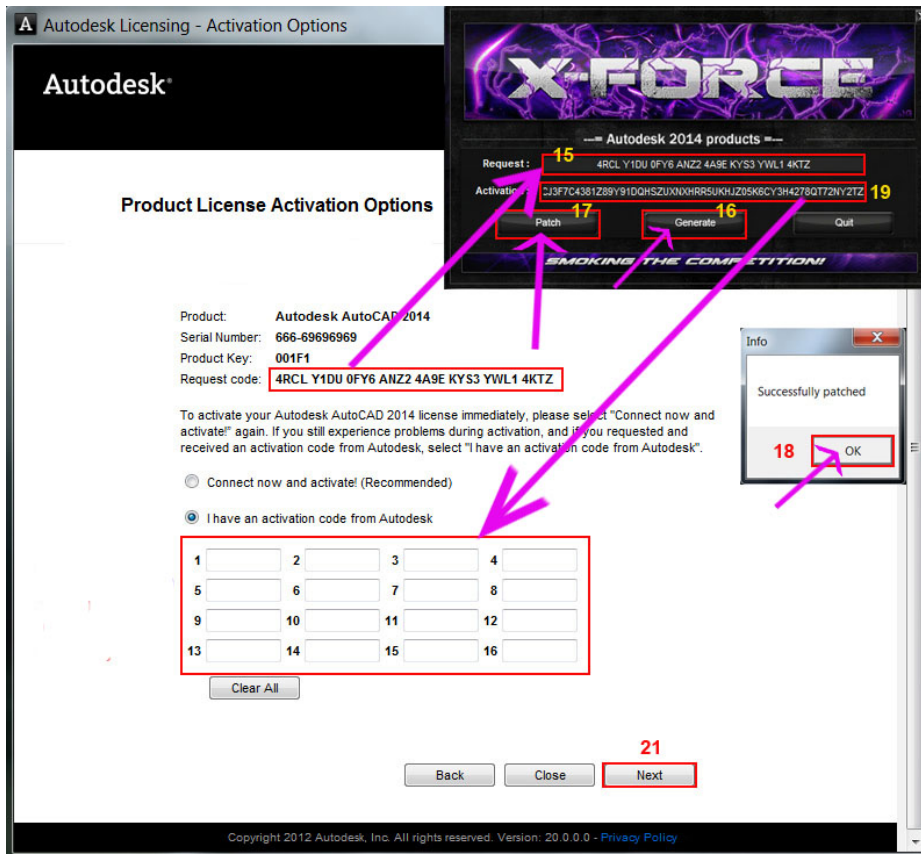 Autodesk Licensing - Activation Options
Autodesk
X-FORCE
---= Autodesk 2014 products =---
Request :
15
4RCL Y1DU 0FY6 ANZ2 4A9E KYS3 YWL1 4KTZ
Activation :
19
Patch
17
Generate
16
Quit
SMOKING THE COMPETITION!
Product License Activation Options
Product: Autodesk AutoCAD 2014
Serial Number: 666-69696969
Product Key: 001F1
Request code: 4RCL Y1DU 0FY6 ANZ2 4A9E KYS3 YWL1 4KTZ
Info
Successfully patched
18
OK
To activate your Autodesk AutoCAD 2014 license immediately, please select "Connect now and
activate!" again. If you still experience problems during activation, and if you requested and
received an activation code from Autodesk, select "I have an activation code from Autodesk".
Connect now and activate! (Recommended)
I have an activation code from Autodesk
1 2 3 4
5 6 7 8
9 10 11 12
13 14 15 16
Clear All
21
Back Close Next
Copyright 2012 Autodesk, Inc. All rights reserved. Version: 20.0.0.0 - Privacy Policy